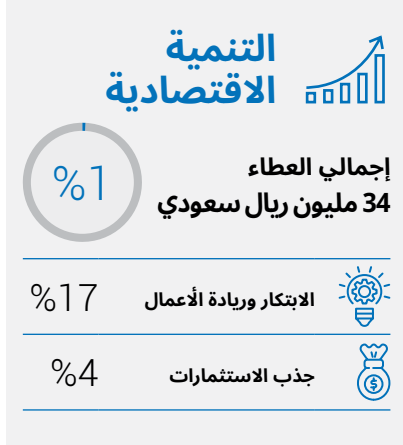 التنمية
الاقتصادية
إجمالي العطاء
34 مليون ريال سعودي
%1
الابتكار وريادة الأعمال
%17
جذب الاستثمارات
%4